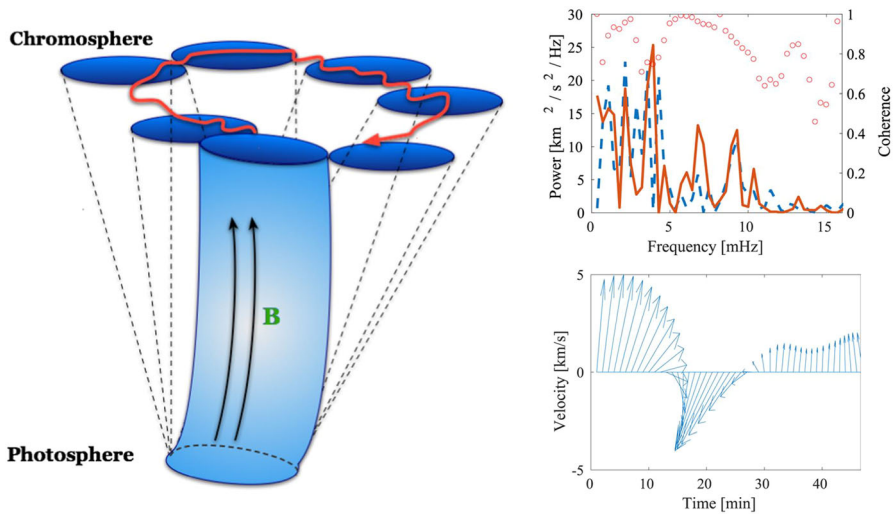 Chromosphere
B
Photosphere
30
25
20
15
10
5
0
Power [km² / s² / Hz]
1
0.8
0.6
0.4
0.2
0
Coherence
0 5 10 15
Frequency [mHz]
5
0
-5
Velocity [km/s]
0 10 20 30 40
Time [min]